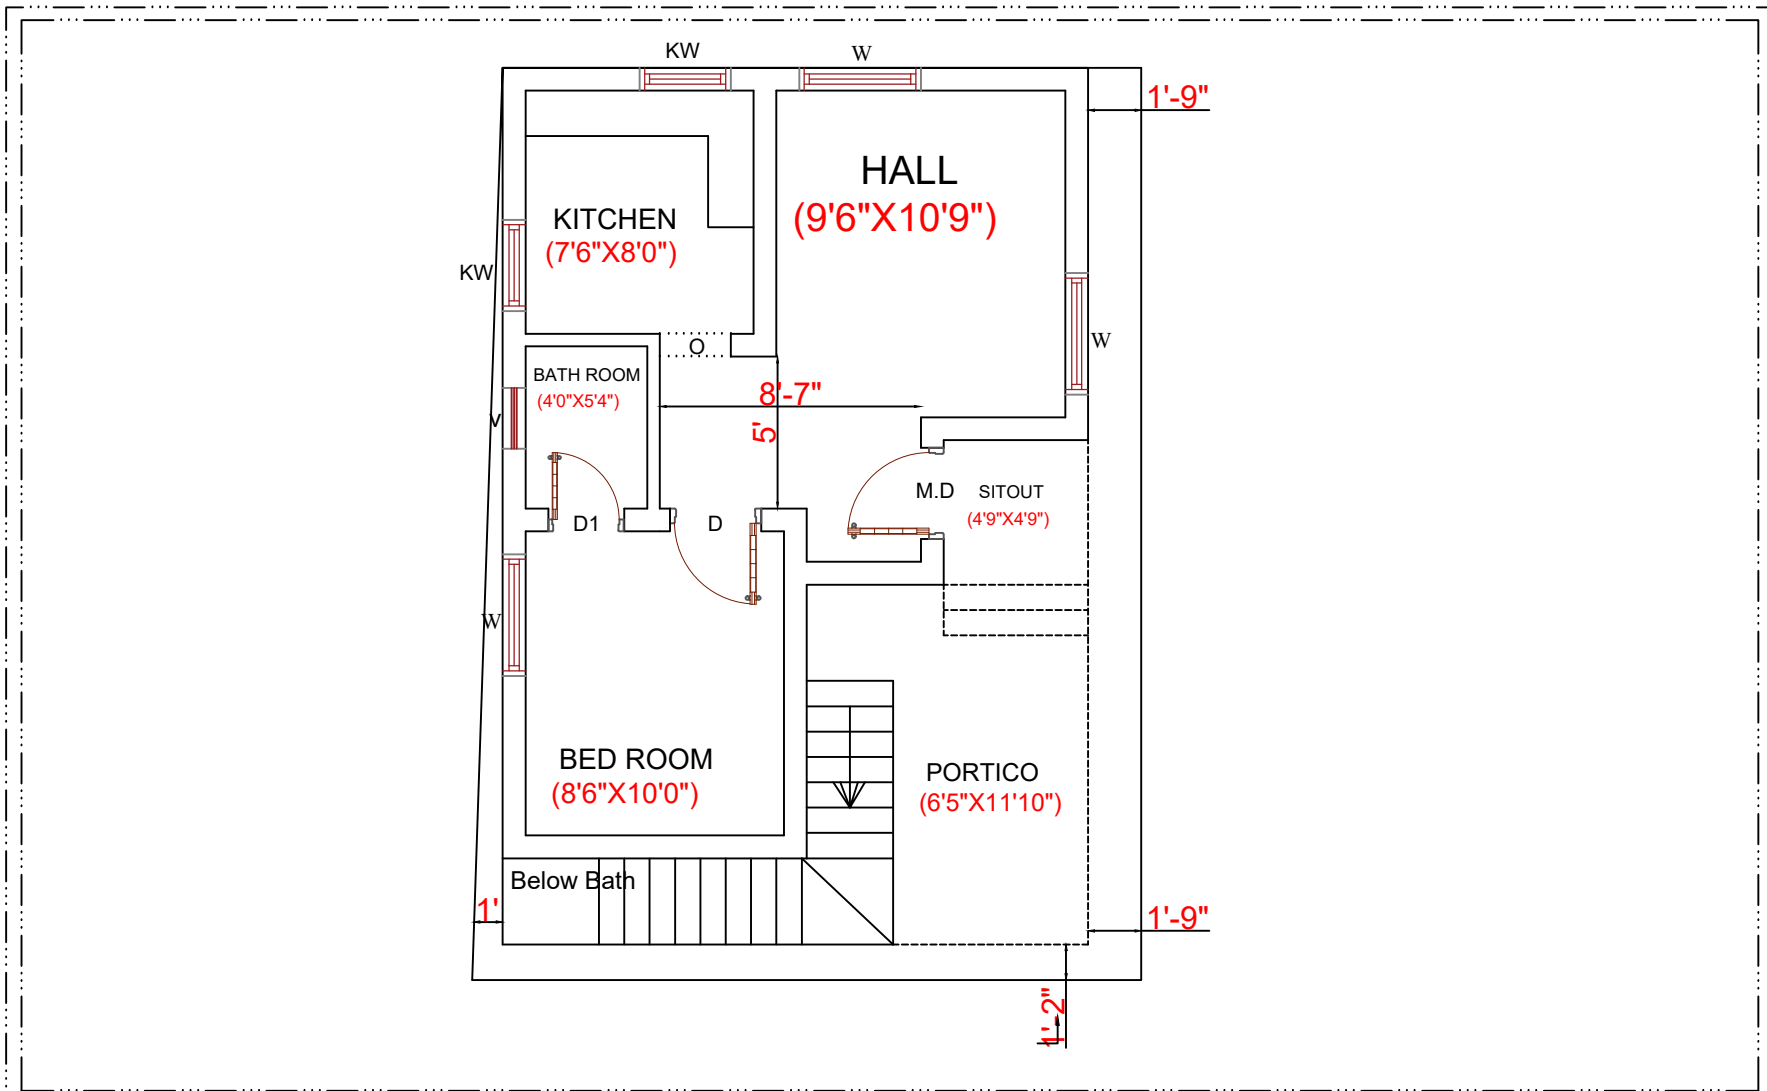 KW
W
1'-9"
HALL
(9'6"X10'9")
KITCHEN
(7'6"X8'0")
KW
W
O
BATH ROOM
(4'0"X5'4")
8'-7"
5'
V
M.D
SITOUT
(4'9"X4'9")
D1
D
W
BED ROOM
(8'6"X10'0")
PORTICO
(6'5"X11'10")
Below Bath
1'
1'-9"
1'-2"